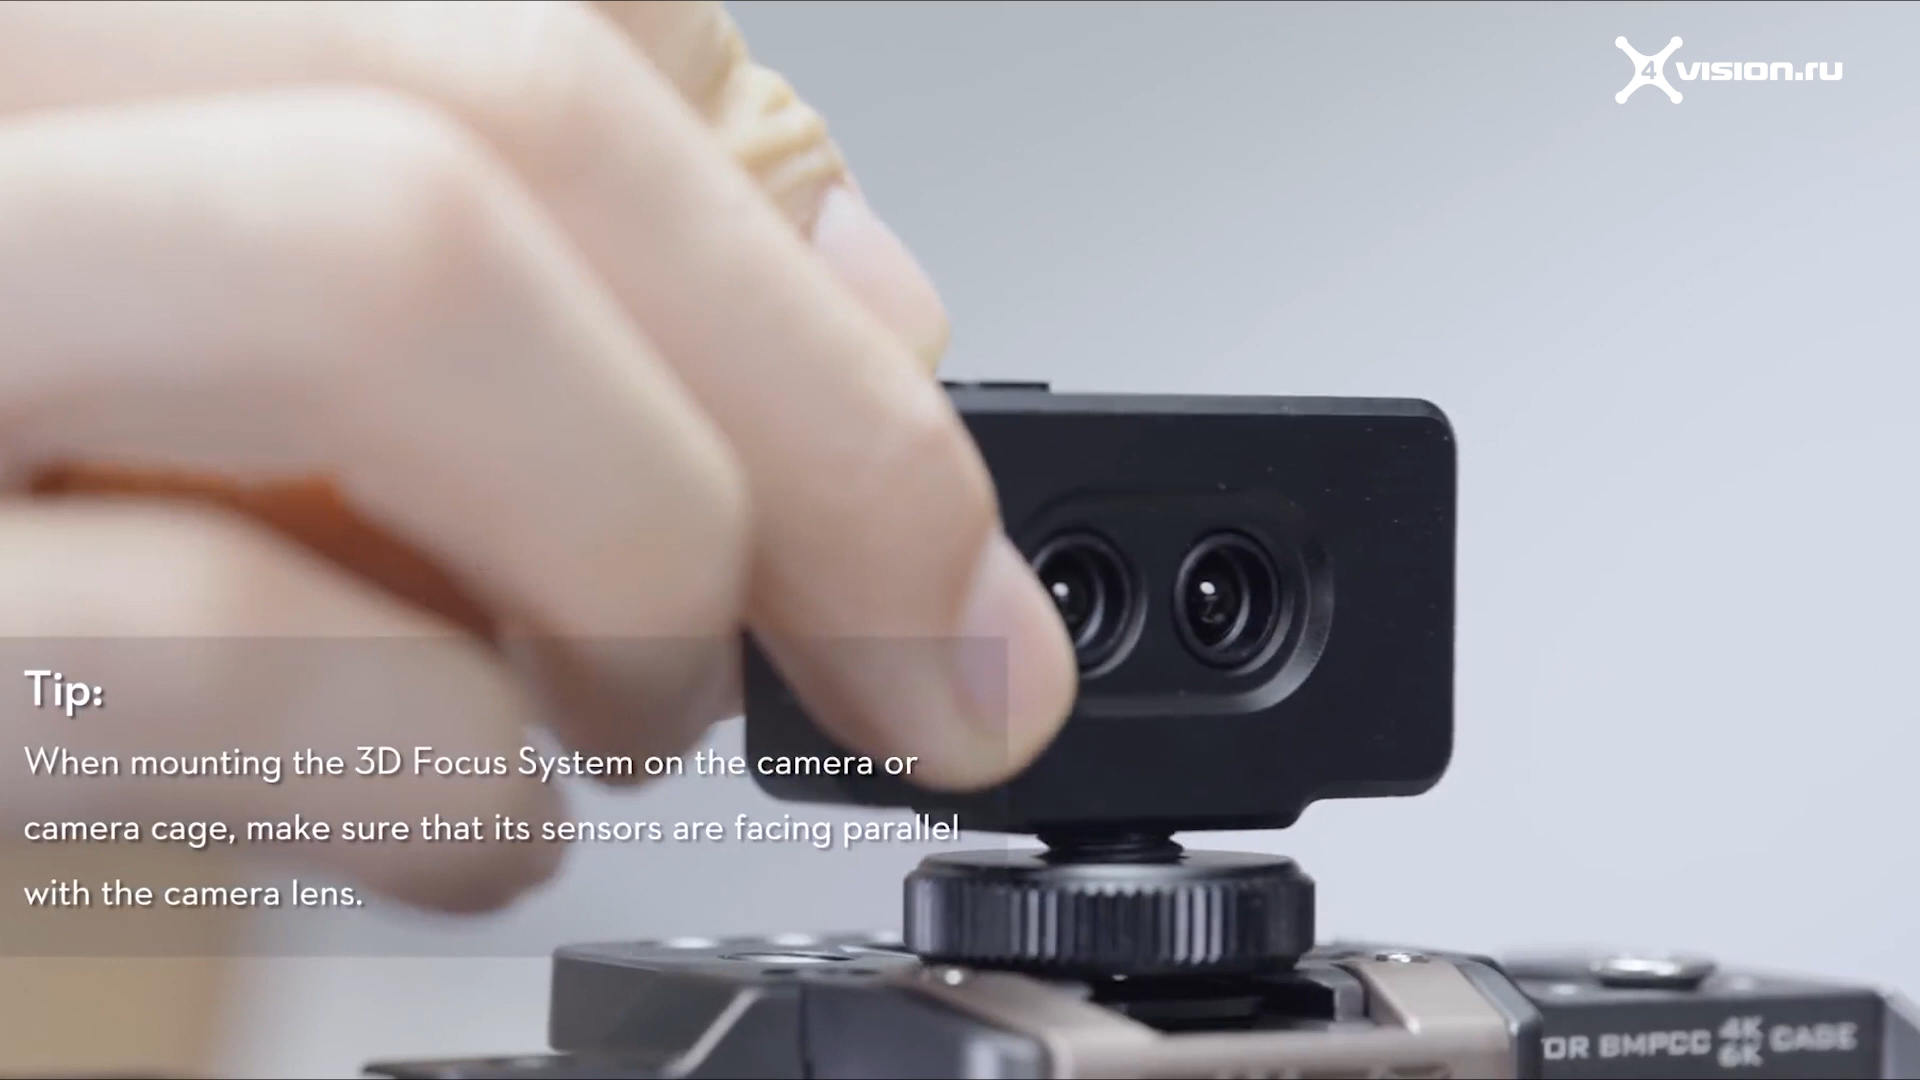 4vision.ru
Tip:
When mounting the 3D Focus System on the camera or
camera cage, make sure that its sensors are facing parallel
with the camera lens.
OR BMPCC 4K 6K CAGE